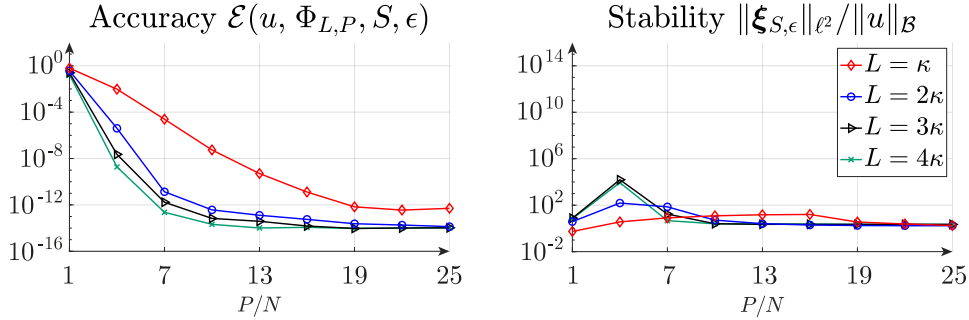 Accuracy ℰ(u, Φ_{L,P}, S, ϵ)
10^0
10^{-4}
10^{-8}
10^{-12}
10^{-16}
1 7 13 19 25
P/N
Stability ‖ξ_{S,ϵ}‖_{ℓ^2}/‖u‖_ℬ
10^{14}
10^{10}
10^6
10^2
10^{-2}
1 7 13 19 25
P/N
L = κ
L = 2κ
L = 3κ
L = 4κ